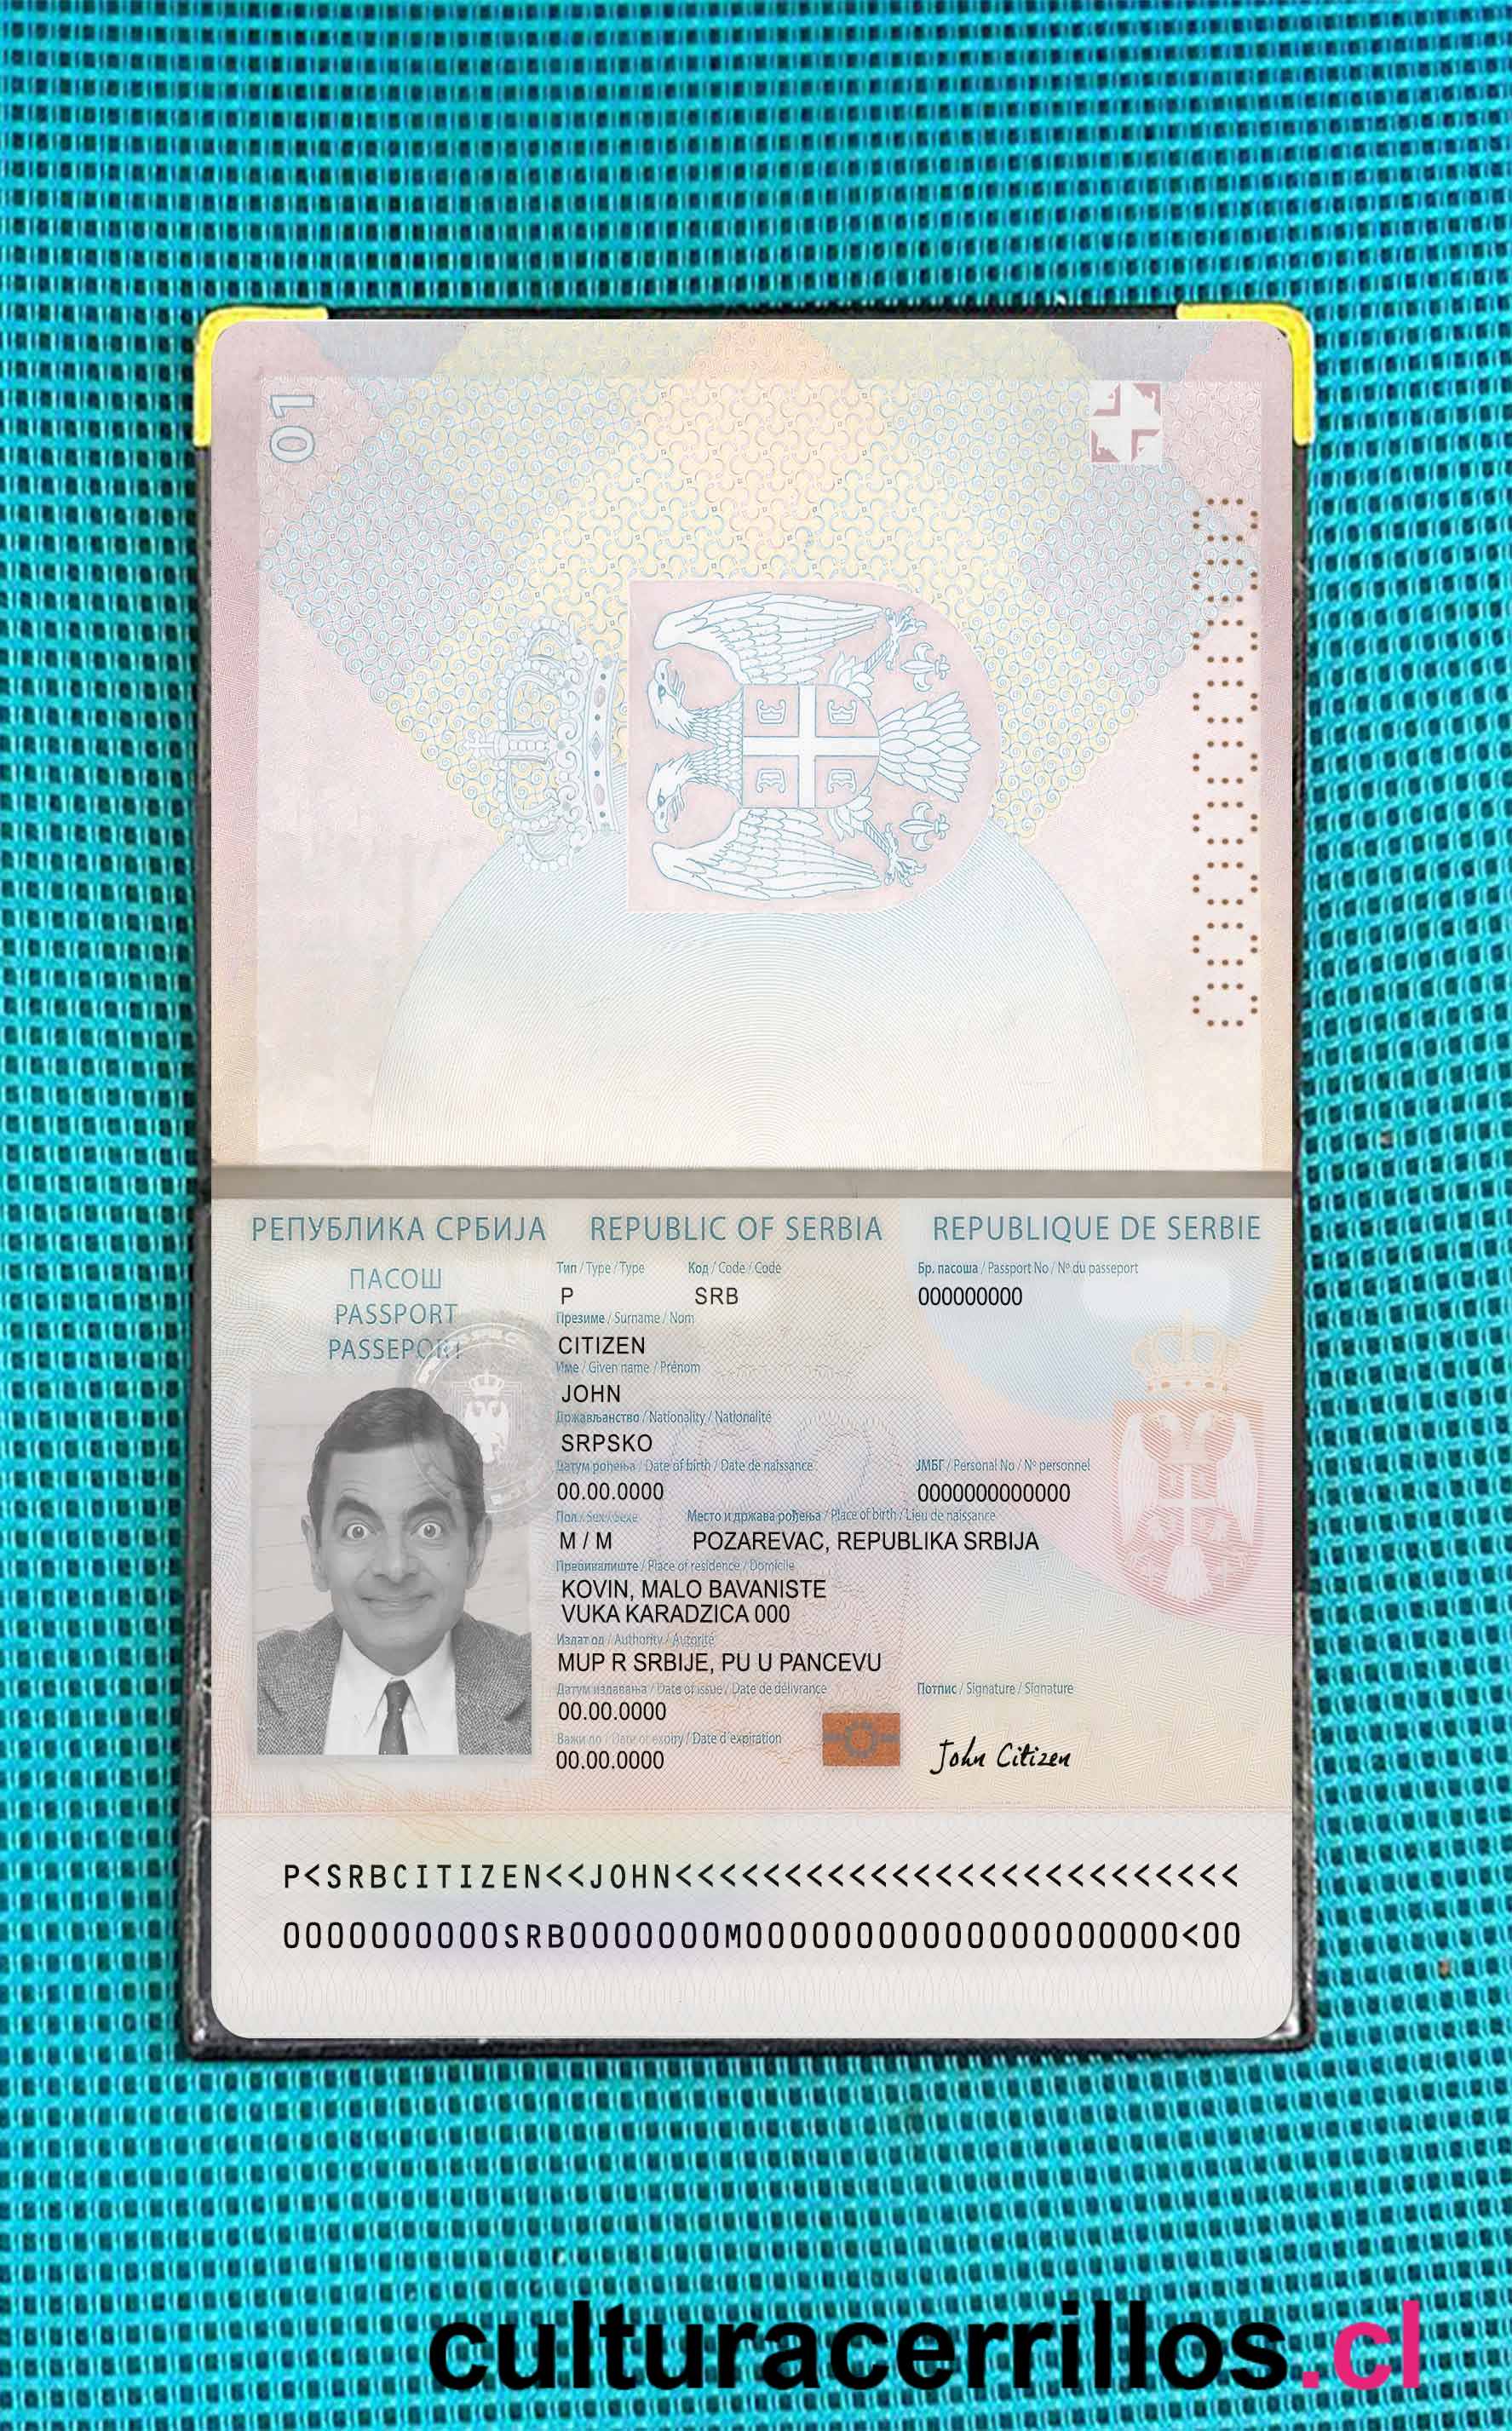 01
000000000
РЕПУБЛИКА СРБИЈА REPUBLIC OF SERBIA REPUBLIQUE DE SERBIE
ПАСОШ
PASSPORT
PASSEPORT
Тип / Type / Type Код / Code / Code Бр. пасоша / Passport No / Nº du passeport
P SRB 000000000
Презиме / Surname / Nom
CITIZEN
Име / Given name / Prénom
JOHN
Држављанство / Nationality / Nationalité
SRPSKO
Датум рођења / Date of birth / Date de naissance ЈМБГ / Personal No / Nº personnel
00.00.0000 0000000000000
Пол / Sex / Sexe Место и држава рођења / Place of birth / Lieu de naissance
M / M POZAREVAC, REPUBLIKA SRBIJA
Пребивалиште / Place of residence / Domicile
KOVIN, MALO BAVANISTE
VUKA KARADZICA 000
Издат од / Authority / Autorité
MUP R SRBIJE, PU U PANCEVU
Датум издавања / Date of issue / Date de délivrance Потпис / Signature / Signature
00.00.0000
Важи до / Date of expiry / Date d'expiration
00.00.0000 John Citizen
P<SRBCITIZEN<<JOHN<<<<<<<<<<<<<<<<<<<<<<<<<<
0000000000SRB0000000M00000000000000000000<00
culturacerrillos.cl